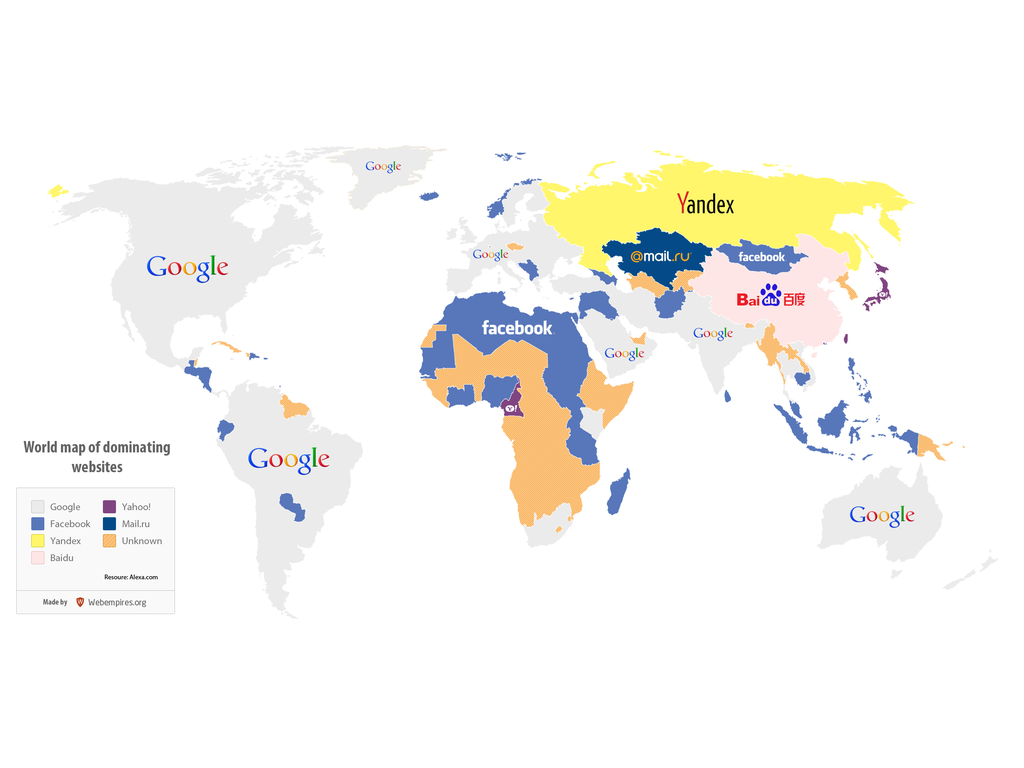 Google
Google
Yandex
@mail.ru
facebook
Google
Google
Bai du 百度
facebook
Google
Google
Y!
World map of dominating
websites
Google
Google
Google
Yahoo!
Facebook
Mail.ru
Yandex
Unknown
Baidu
Resoure: Alexa.com
Made by
Webempires.org